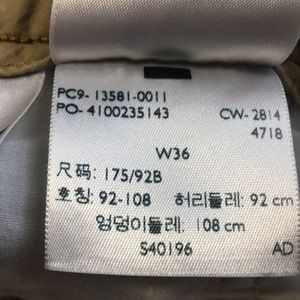 PC9- 13581-0011
PO- 4100235143 CW- 2814
4718
W36
尺码: 175/92B
호칭: 92-108 허리둘레: 92 cm
엉덩이둘레: 108 cm
S40196 AD